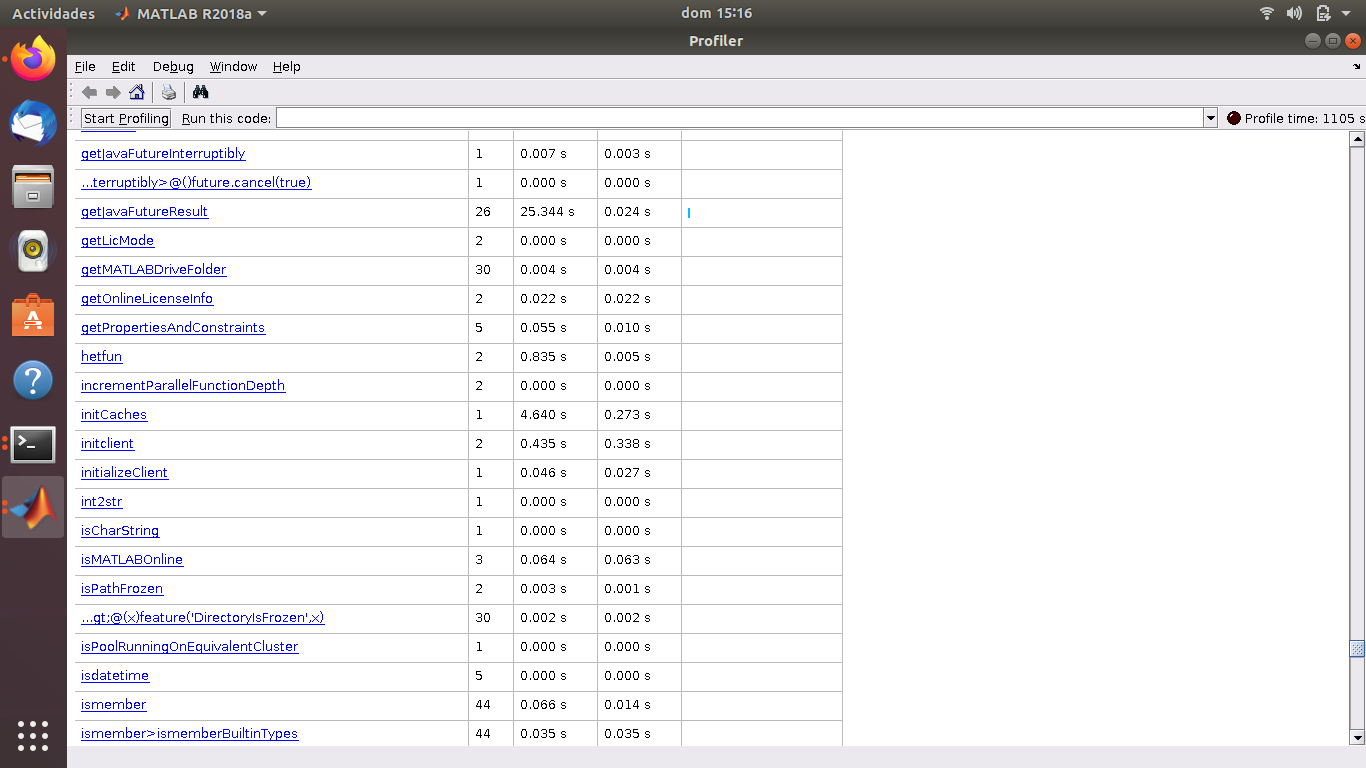 Actividades MATLAB R2018a dom 15:16
Profiler
File Edit Debug Window Help
Start Profiling Run this code: Profile time: 1105 s
getJavaFutureInterruptibly 1 0.007 s 0.003 s
...terruptibly>@()future.cancel(true) 1 0.000 s 0.000 s
getJavaFutureResult 26 25.344 s 0.024 s
getLicMode 2 0.000 s 0.000 s
getMATLABDriveFolder 30 0.004 s 0.004 s
getOnlineLicenseInfo 2 0.022 s 0.022 s
getPropertiesAndConstraints 5 0.055 s 0.010 s
hetfun 2 0.835 s 0.005 s
incrementParallelFunctionDepth 2 0.000 s 0.000 s
initCaches 1 4.640 s 0.273 s
initclient 2 0.435 s 0.338 s
initializeClient 1 0.046 s 0.027 s
int2str 1 0.000 s 0.000 s
isCharString 1 0.000 s 0.000 s
isMATLABOnline 3 0.064 s 0.063 s
isPathFrozen 2 0.003 s 0.001 s
...gt;@(x)feature('DirectoryIsFrozen',x) 30 0.002 s 0.002 s
isPoolRunningOnEquivalentCluster 1 0.000 s 0.000 s
isdatetime 5 0.000 s 0.000 s
ismember 44 0.066 s 0.014 s
ismember>ismemberBuiltinTypes 44 0.035 s 0.035 s